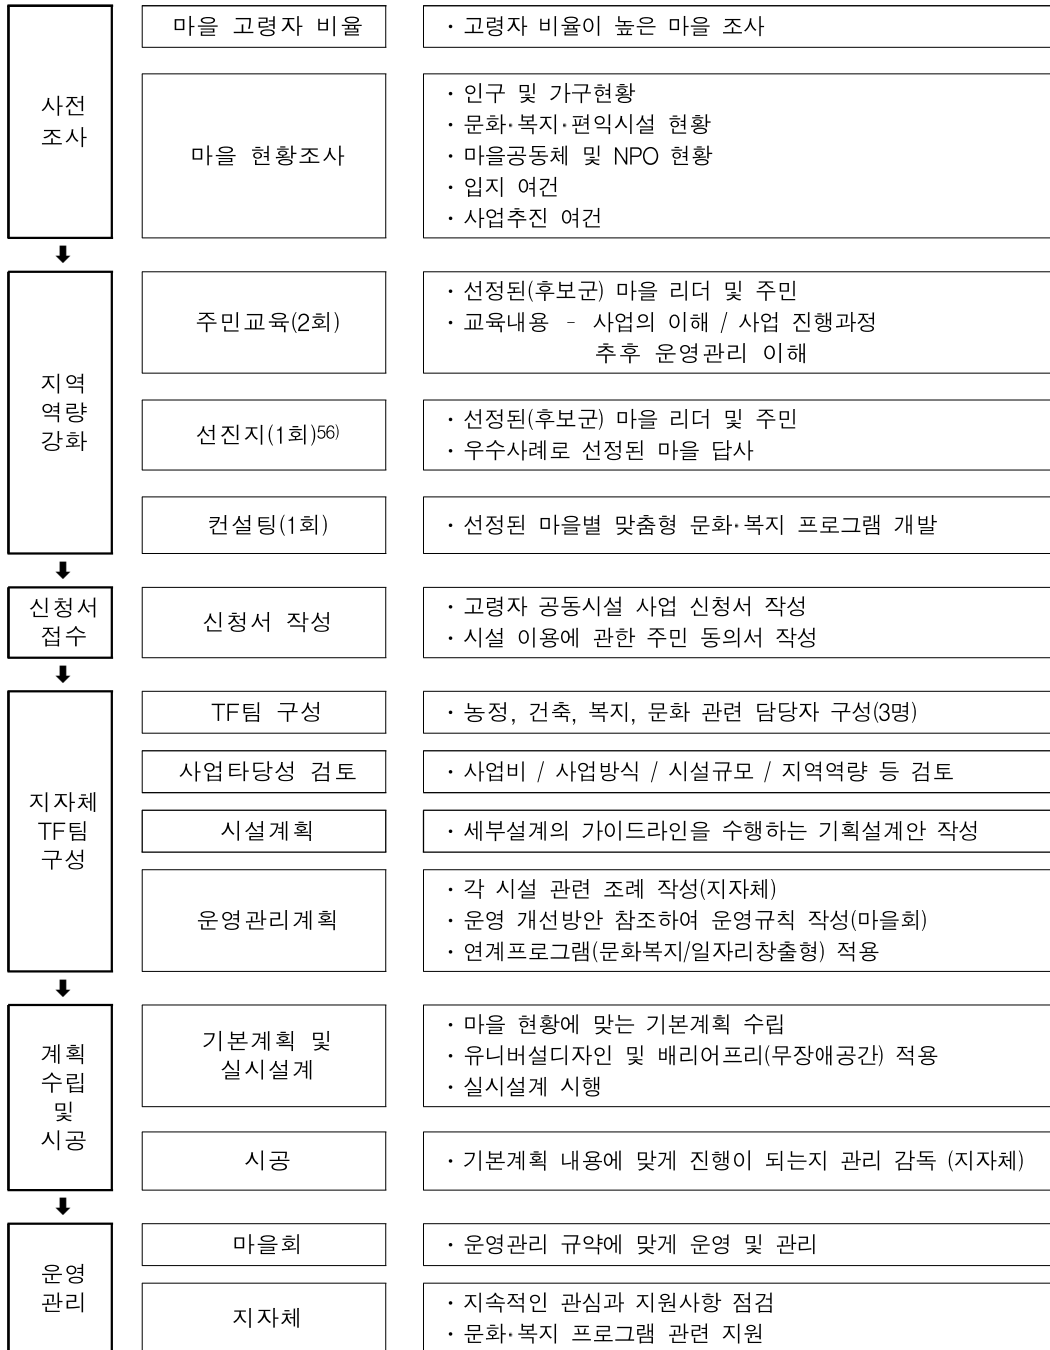 사전
조사
마을 고령자 비율
· 고령자 비율이 높은 마을 조사
마을 현황조사
· 인구 및 가구현황
· 문화·복지·편익시설 현황
· 마을공동체 및 NPO 현황
· 입지 여건
· 사업추진 여건
⬇
지역
역량
강화
주민교육(2회)
· 선정된(후보군) 마을 리더 및 주민
· 교육내용 - 사업의 이해 / 사업 진행과정
추후 운영관리 이해
선진지(1회)56)
· 선정된(후보군) 마을 리더 및 주민
· 우수사례로 선정된 마을 답사
컨설팅(1회)
· 선정된 마을별 맞춤형 문화·복지 프로그램 개발
⬇
신청서
접수
신청서 작성
· 고령자 공동시설 사업 신청서 작성
· 시설 이용에 관한 주민 동의서 작성
⬇
지자체
TF팀
구성
TF팀 구성
· 농정, 건축, 복지, 문화 관련 담당자 구성(3명)
사업타당성 검토
· 사업비 / 사업방식 / 시설규모 / 지역역량 등 검토
시설계획
· 세부설계의 가이드라인을 수행하는 기획설계안 작성
운영관리계획
· 각 시설 관련 조례 작성(지자체)
· 운영 개선방안 참조하여 운영규칙 작성(마을회)
· 연계프로그램(문화복지/일자리창출형) 적용
⬇
계획
수립
및
시공
기본계획 및
실시설계
· 마을 현황에 맞는 기본계획 수립
· 유니버설디자인 및 배리어프리(무장애공간) 적용
· 실시설계 시행
시공
· 기본계획 내용에 맞게 진행이 되는지 관리 감독 (지자체)
⬇
운영
관리
마을회
· 운영관리 규약에 맞게 운영 및 관리
지자체
· 지속적인 관심과 지원사항 점검
· 문화·복지 프로그램 관련 지원